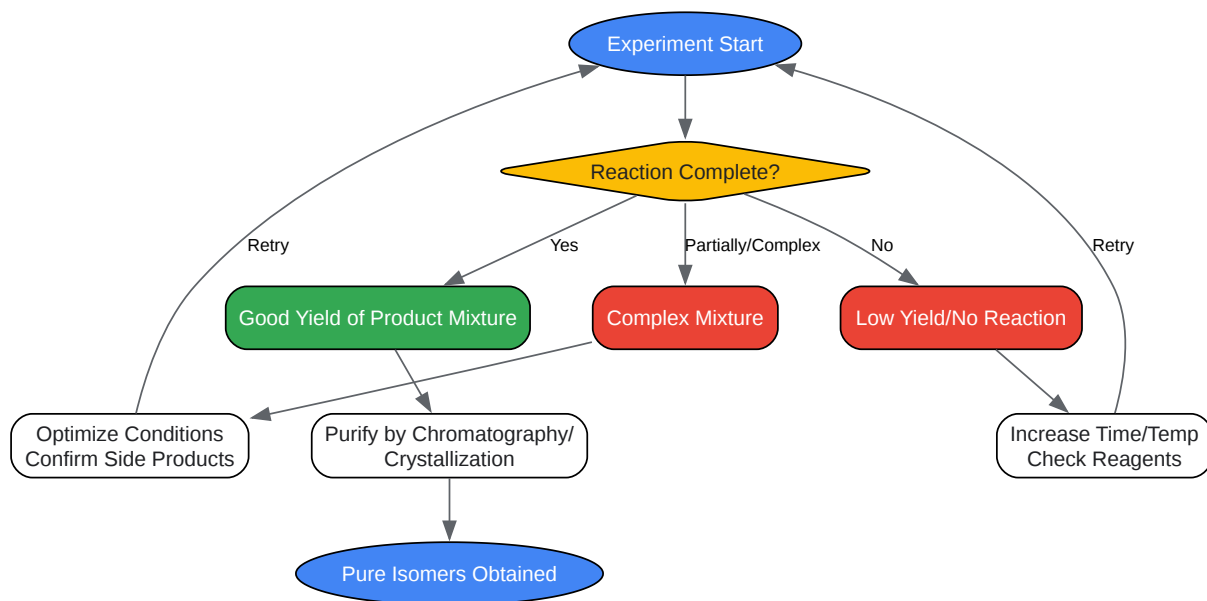 Experiment Start
Reaction Complete?
Retry
Yes
Partially/Complex
No
Retry
Good Yield of Product Mixture
Complex Mixture
Low Yield/No Reaction
Optimize Conditions
Confirm Side Products
Purify by Chromatography/
Crystallization
Increase Time/Temp
Check Reagents
Pure Isomers Obtained